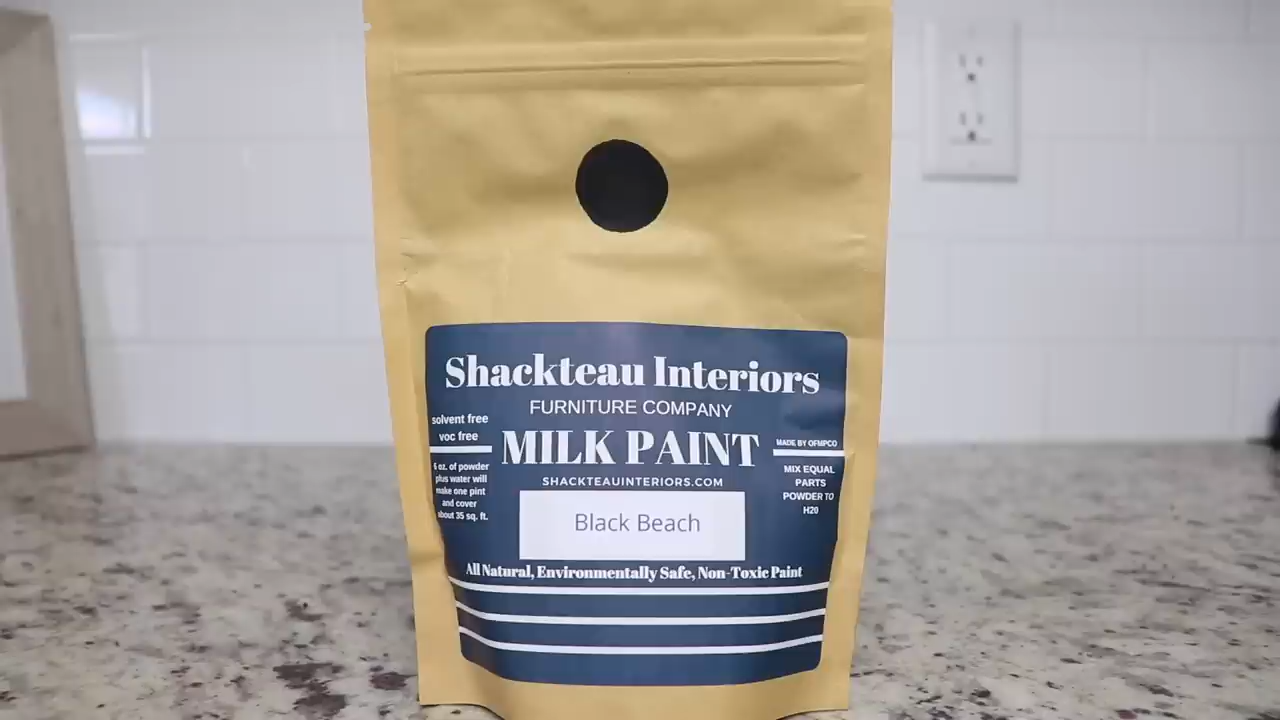 Shackteau Interiors
FURNITURE COMPANY
solvent free
voc free
MILK PAINT
MADE BY OFMPCO
6 oz. of powder
plus water will
make one pint
and cover
about 35 sq. ft.
MIX EQUAL
PARTS
POWDER TO
H20
SHACKTEAUINTERIORS.COM
Black Beach
All Natural, Environmentally Safe, Non-Toxic Paint